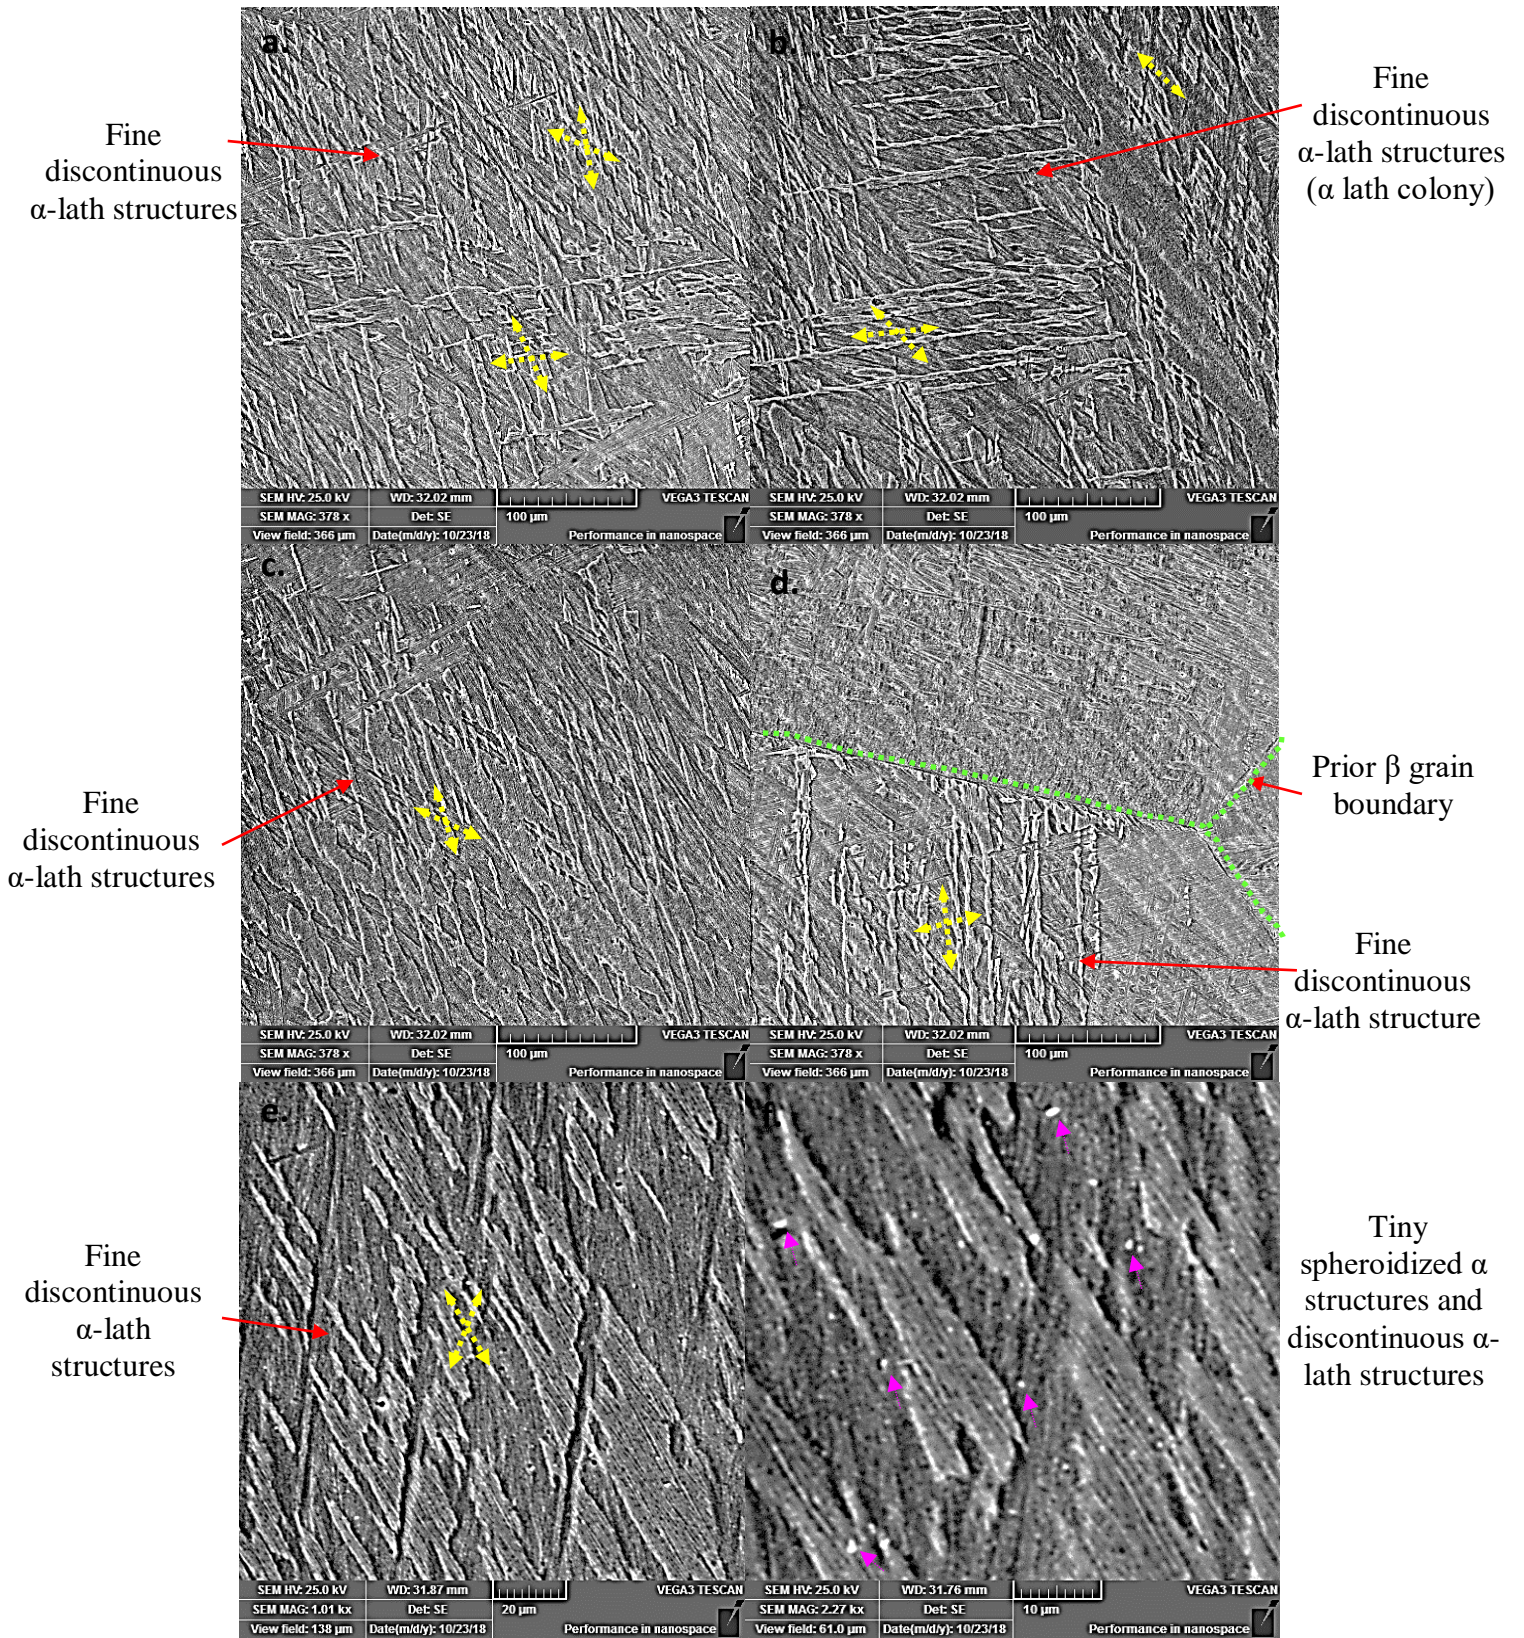 a.
Fine
discontinuous
α-lath structures
b.
Fine
discontinuous
α-lath structures
(α lath colony)
SEM HV: 25.0 kV WD: 32.02 mm VEGA3 TESCAN
SEM MAG: 378 x Det: SE 100 µm
View field: 366 µm Date(m/d/y): 10/23/18 Performance in nanospace
SEM HV: 25.0 kV WD: 32.02 mm VEGA3 TESCAN
SEM MAG: 378 x Det: SE 100 µm
View field: 366 µm Date(m/d/y): 10/23/18 Performance in nanospace
c.
Fine
discontinuous
α-lath structures
d.
Prior β grain
boundary
Fine
discontinuous
α-lath structure
SEM HV: 25.0 kV WD: 32.02 mm VEGA3 TESCAN
SEM MAG: 378 x Det: SE 100 µm
View field: 366 µm Date(m/d/y): 10/23/18 Performance in nanospace
SEM HV: 25.0 kV WD: 32.02 mm VEGA3 TESCAN
SEM MAG: 378 x Det: SE 100 µm
View field: 366 µm Date(m/d/y): 10/23/18 Performance in nanospace
e.
Fine
discontinuous
α-lath
structures
f.
Tiny
spheroidized α
structures and
discontinuous α-
lath structures
SEM HV: 25.0 kV WD: 31.87 mm VEGA3 TESCAN
SEM MAG: 1.01 kx Det: SE 20 µm
View field: 138 µm Date(m/d/y): 10/23/18 Performance in nanospace
SEM HV: 25.0 kV WD: 31.76 mm VEGA3 TESCAN
SEM MAG: 2.27 kx Det: SE 10 µm
View field: 61.0 µm Date(m/d/y): 10/23/18 Performance in nanospace